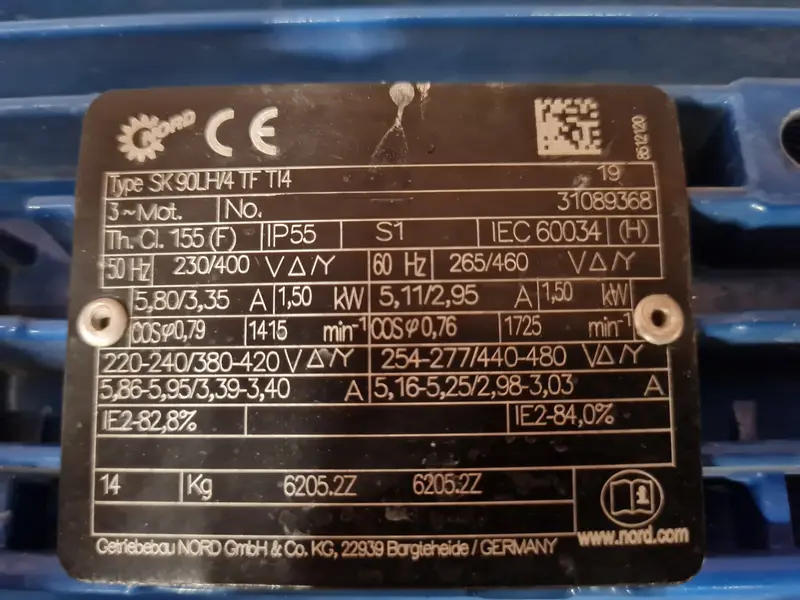 NORD CE
8612120
Type SK 90LH/4 TF TI4 19
3~Mot. No. 31089368
Th. Cl. 155 (F) IP55 S1 IEC 60034 (H)
50 Hz 230/400 V Δ/Y 60 Hz 265/460 V Δ/Y
5,80/3,35 A 1,50 kW 5,11/2,95 A 1,50 kW
COSφ0,79 1415 min-1 COSφ0,76 1725 min-1
220-240/380-420 V Δ/Y 254-277/440-480 V Δ/Y
5,86-5,95/3,39-3,40 A 5,16-5,25/2,98-3,03 A
IE2-82,8% IE2-84,0%
14 Kg 6205.2Z 6205.2Z
Getriebebau NORD GmbH & Co. KG, 22939 Bargteheide / GERMANY www.nord.com